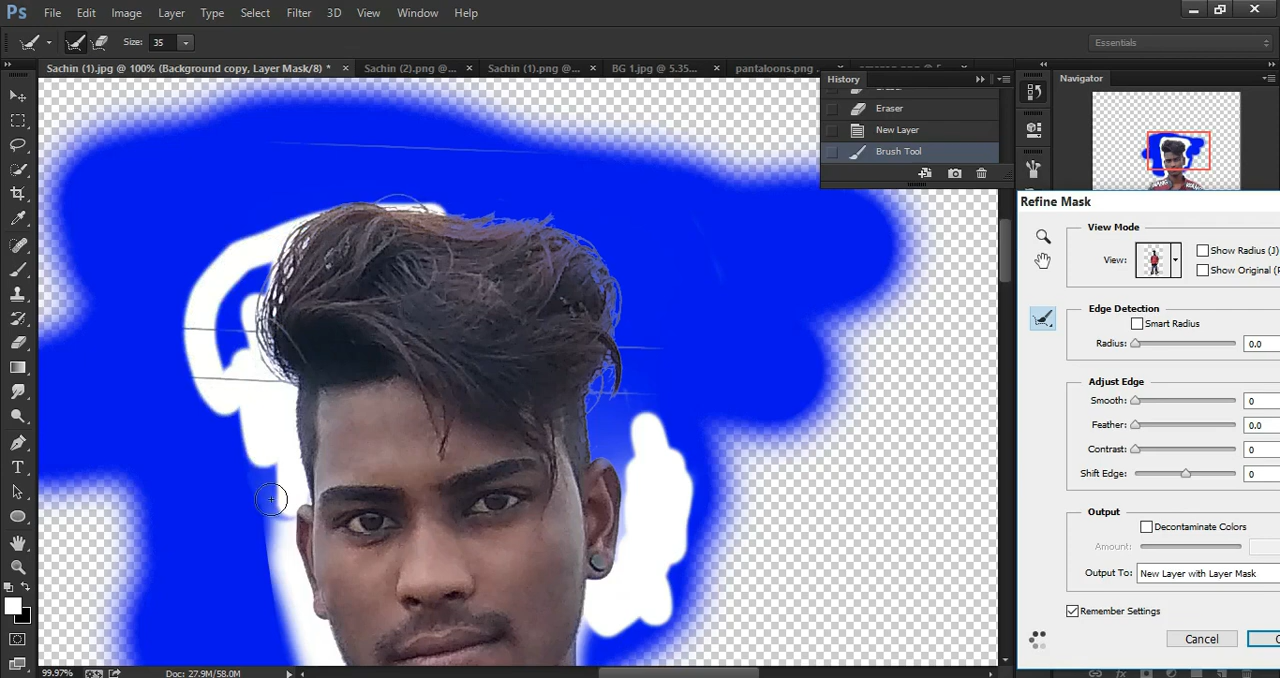 Ps File Edit Image Layer Type Select Filter 3D View Window Help
Size: 35 Essentials
Sachin (1).jpg @ 100% (Background copy, Layer Mask/8) * × Sachin (2).png @... × Sachin (1).png @... × BG 1.jpg @ 5.35... × pantaloons.png
History
Navigator
Eraser
New Layer
Brush Tool
Refine Mask
View Mode
View:
Show Radius (J)
Show Original (
Edge Detection
Smart Radius
Radius: 0.0
Adjust Edge
Smooth: 0
Feather: 0.0
Contrast: 0
Shift Edge: 0
Output
Decontaminate Colors
Amount:
Output To: New Layer with Layer Mask
Remember Settings
Cancel
99.97% Doc: 27.9M/58.0M